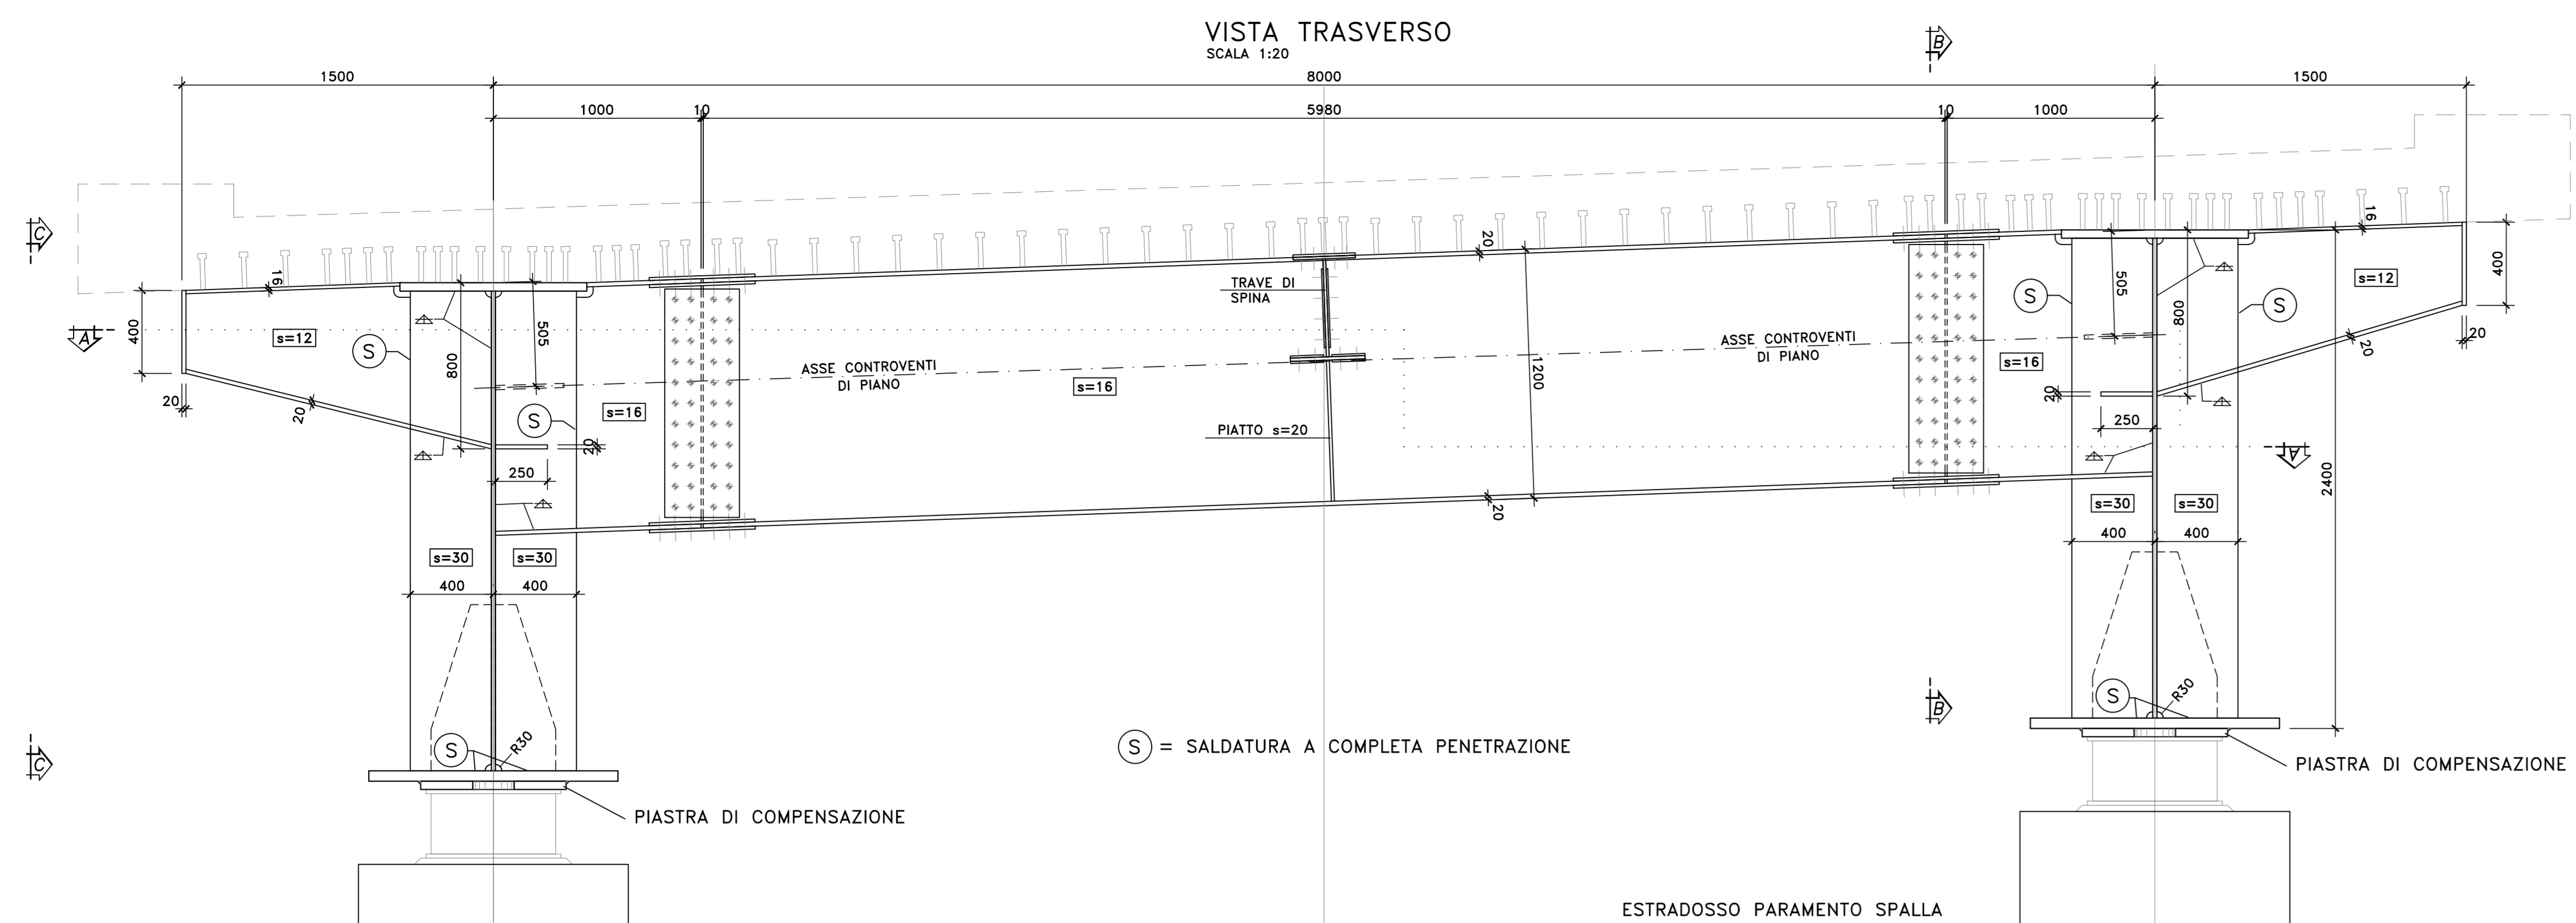 VISTA TRASVERSO
SCALA 1:20
B
1500
8000
1500
1000
10
5980
10
1000
C
C
16
16
20
400
400
TRAVE DI
SPINA
505
505
800
800
s=12
s=12
S
S
S
S
A
A
ASSE CONTROVENTI
DI PIANO
ASSE CONTROVENTI
DI PIANO
s=16
s=16
s=16
1200
20
20
20
20
20
20
250
250
PIATTO s=20
20
2400
s=30
s=30
s=30
s=30
400
400
400
400
S
R30
S
R30
B
S = SALDATURA A COMPLETA PENETRAZIONE
PIASTRA DI COMPENSAZIONE
PIASTRA DI COMPENSAZIONE
ESTRADOSSO PARAMENTO SPALLA